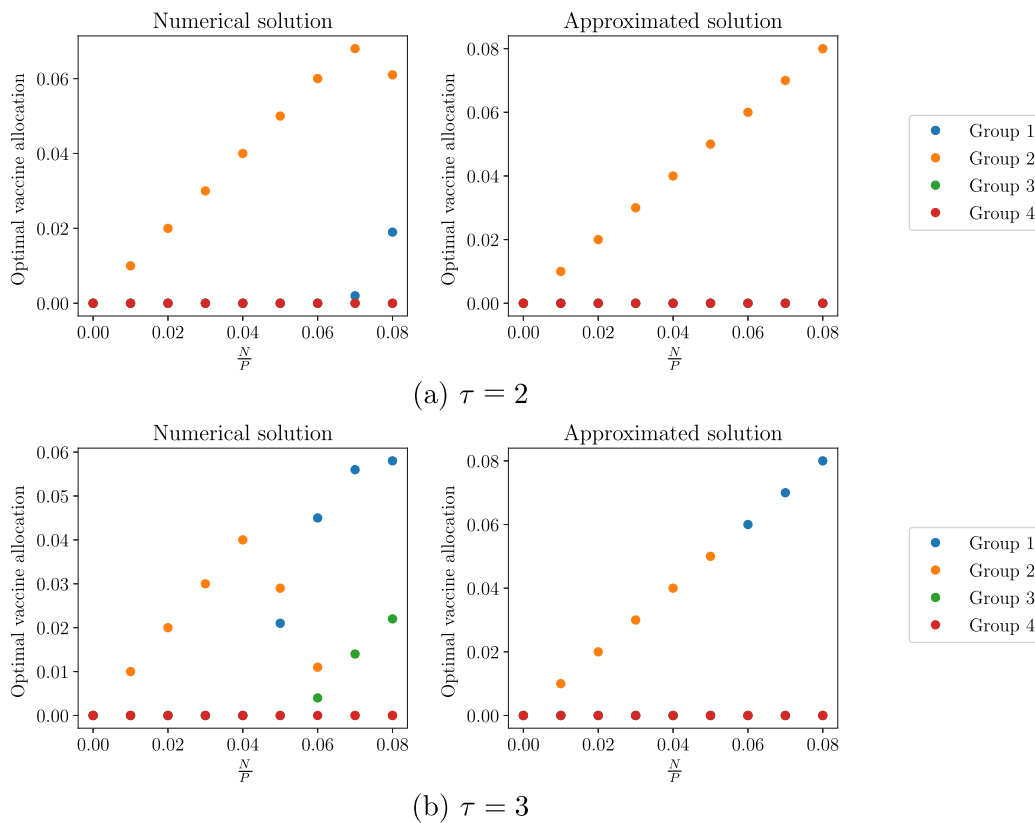 Numerical solution
Approximated solution
Optimal vaccine allocation
0.06
0.04
0.02
0.00
0.00 0.02 0.04 0.06 0.08
N/P
Optimal vaccine allocation
0.08
0.06
0.04
0.02
0.00
0.00 0.02 0.04 0.06 0.08
N/P
Group 1
Group 2
Group 3
Group 4
(a) τ = 2
Numerical solution
Approximated solution
Optimal vaccine allocation
0.06
0.05
0.04
0.03
0.02
0.01
0.00
0.00 0.02 0.04 0.06 0.08
N/P
Optimal vaccine allocation
0.08
0.06
0.04
0.02
0.00
0.00 0.02 0.04 0.06 0.08
N/P
Group 1
Group 2
Group 3
Group 4
(b) τ = 3